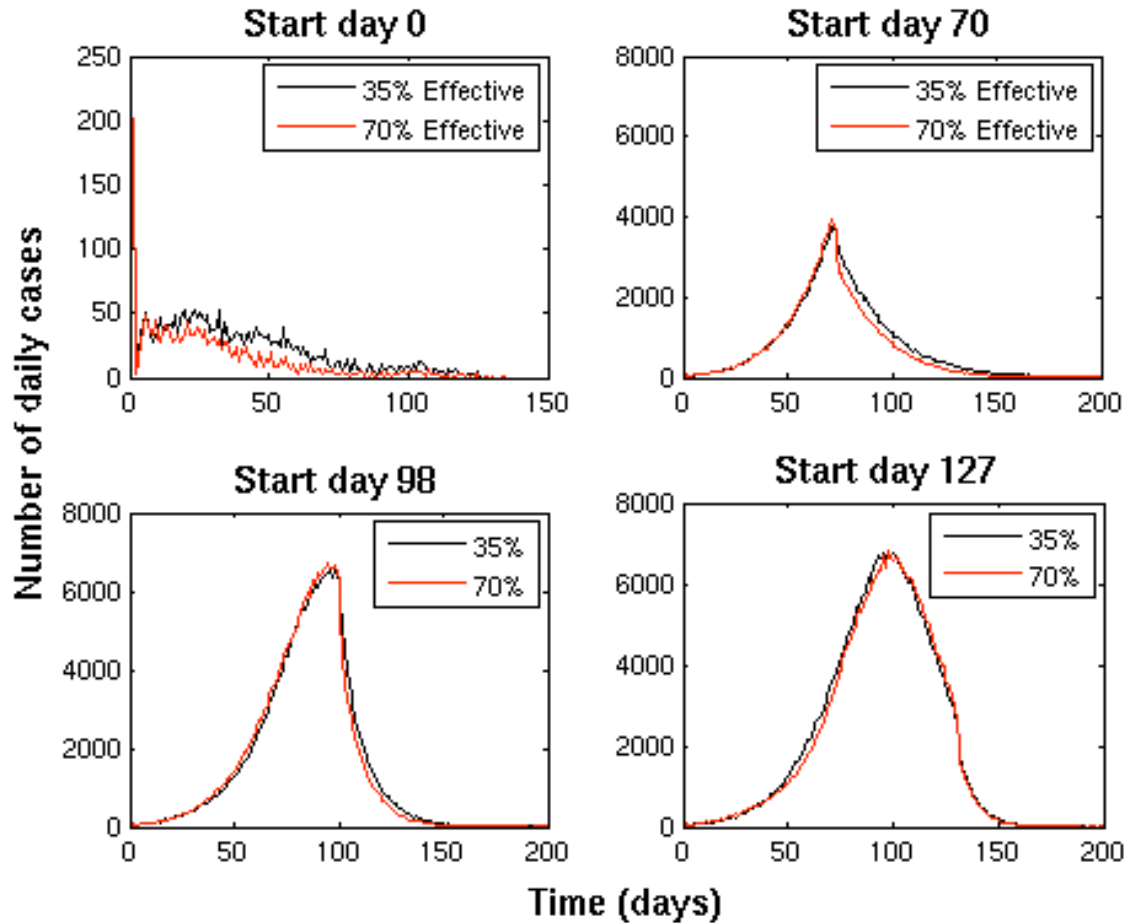 Start day 0
250
200
150
100
50
0
0 50 100 150
35% Effective
70% Effective
Start day 70
8000
6000
4000
2000
0
0 50 100 150 200
35% Effective
70% Effective
Number of daily cases
Start day 98
8000
6000
4000
2000
0
0 50 100 150 200
35%
70%
Start day 127
8000
6000
4000
2000
0
0 50 100 150 200
35%
70%
Time (days)